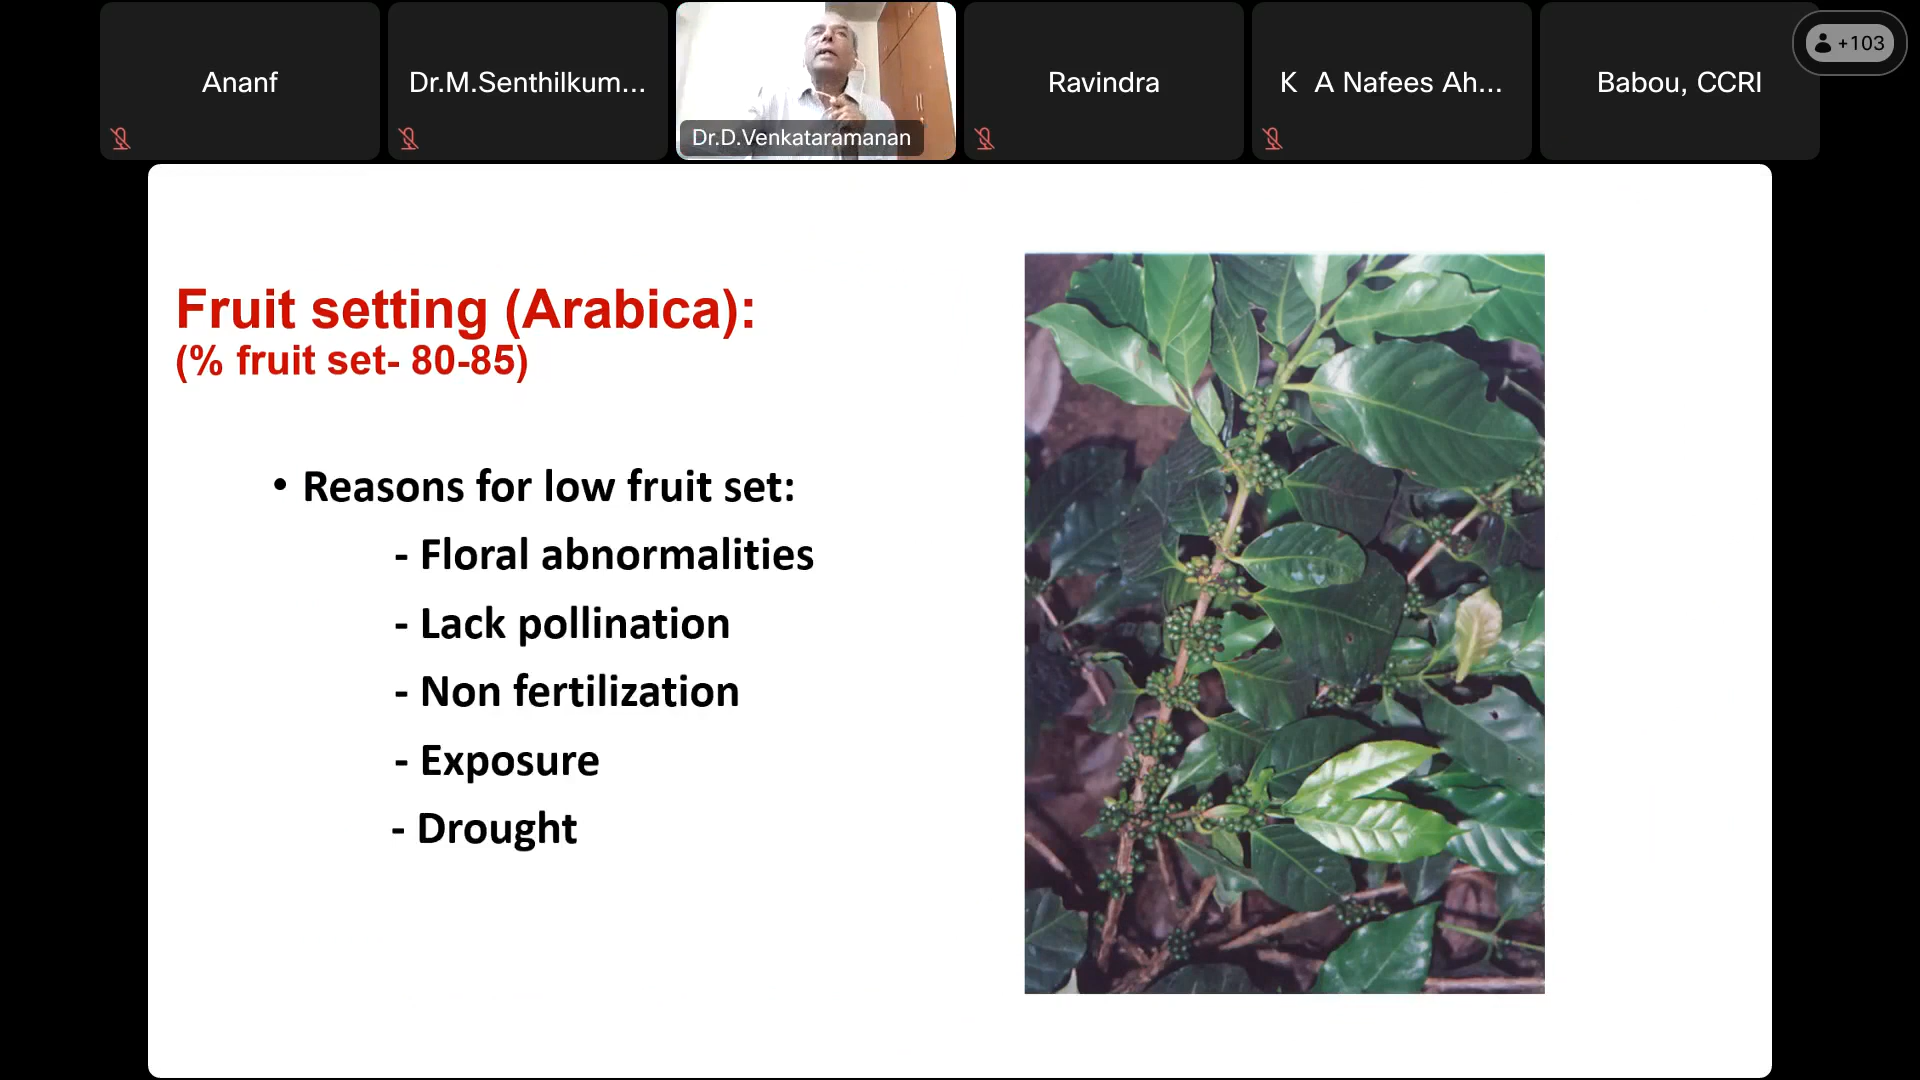 Ananf
Dr.M.Senthilkum...
Dr.D.Venkataramanan
Ravindra
K A Nafees Ah...
Babou, CCRI
+103
Fruit setting (Arabica):
(% fruit set- 80-85)
• Reasons for low fruit set:
- Floral abnormalities
- Lack pollination
- Non fertilization
- Exposure
- Drought